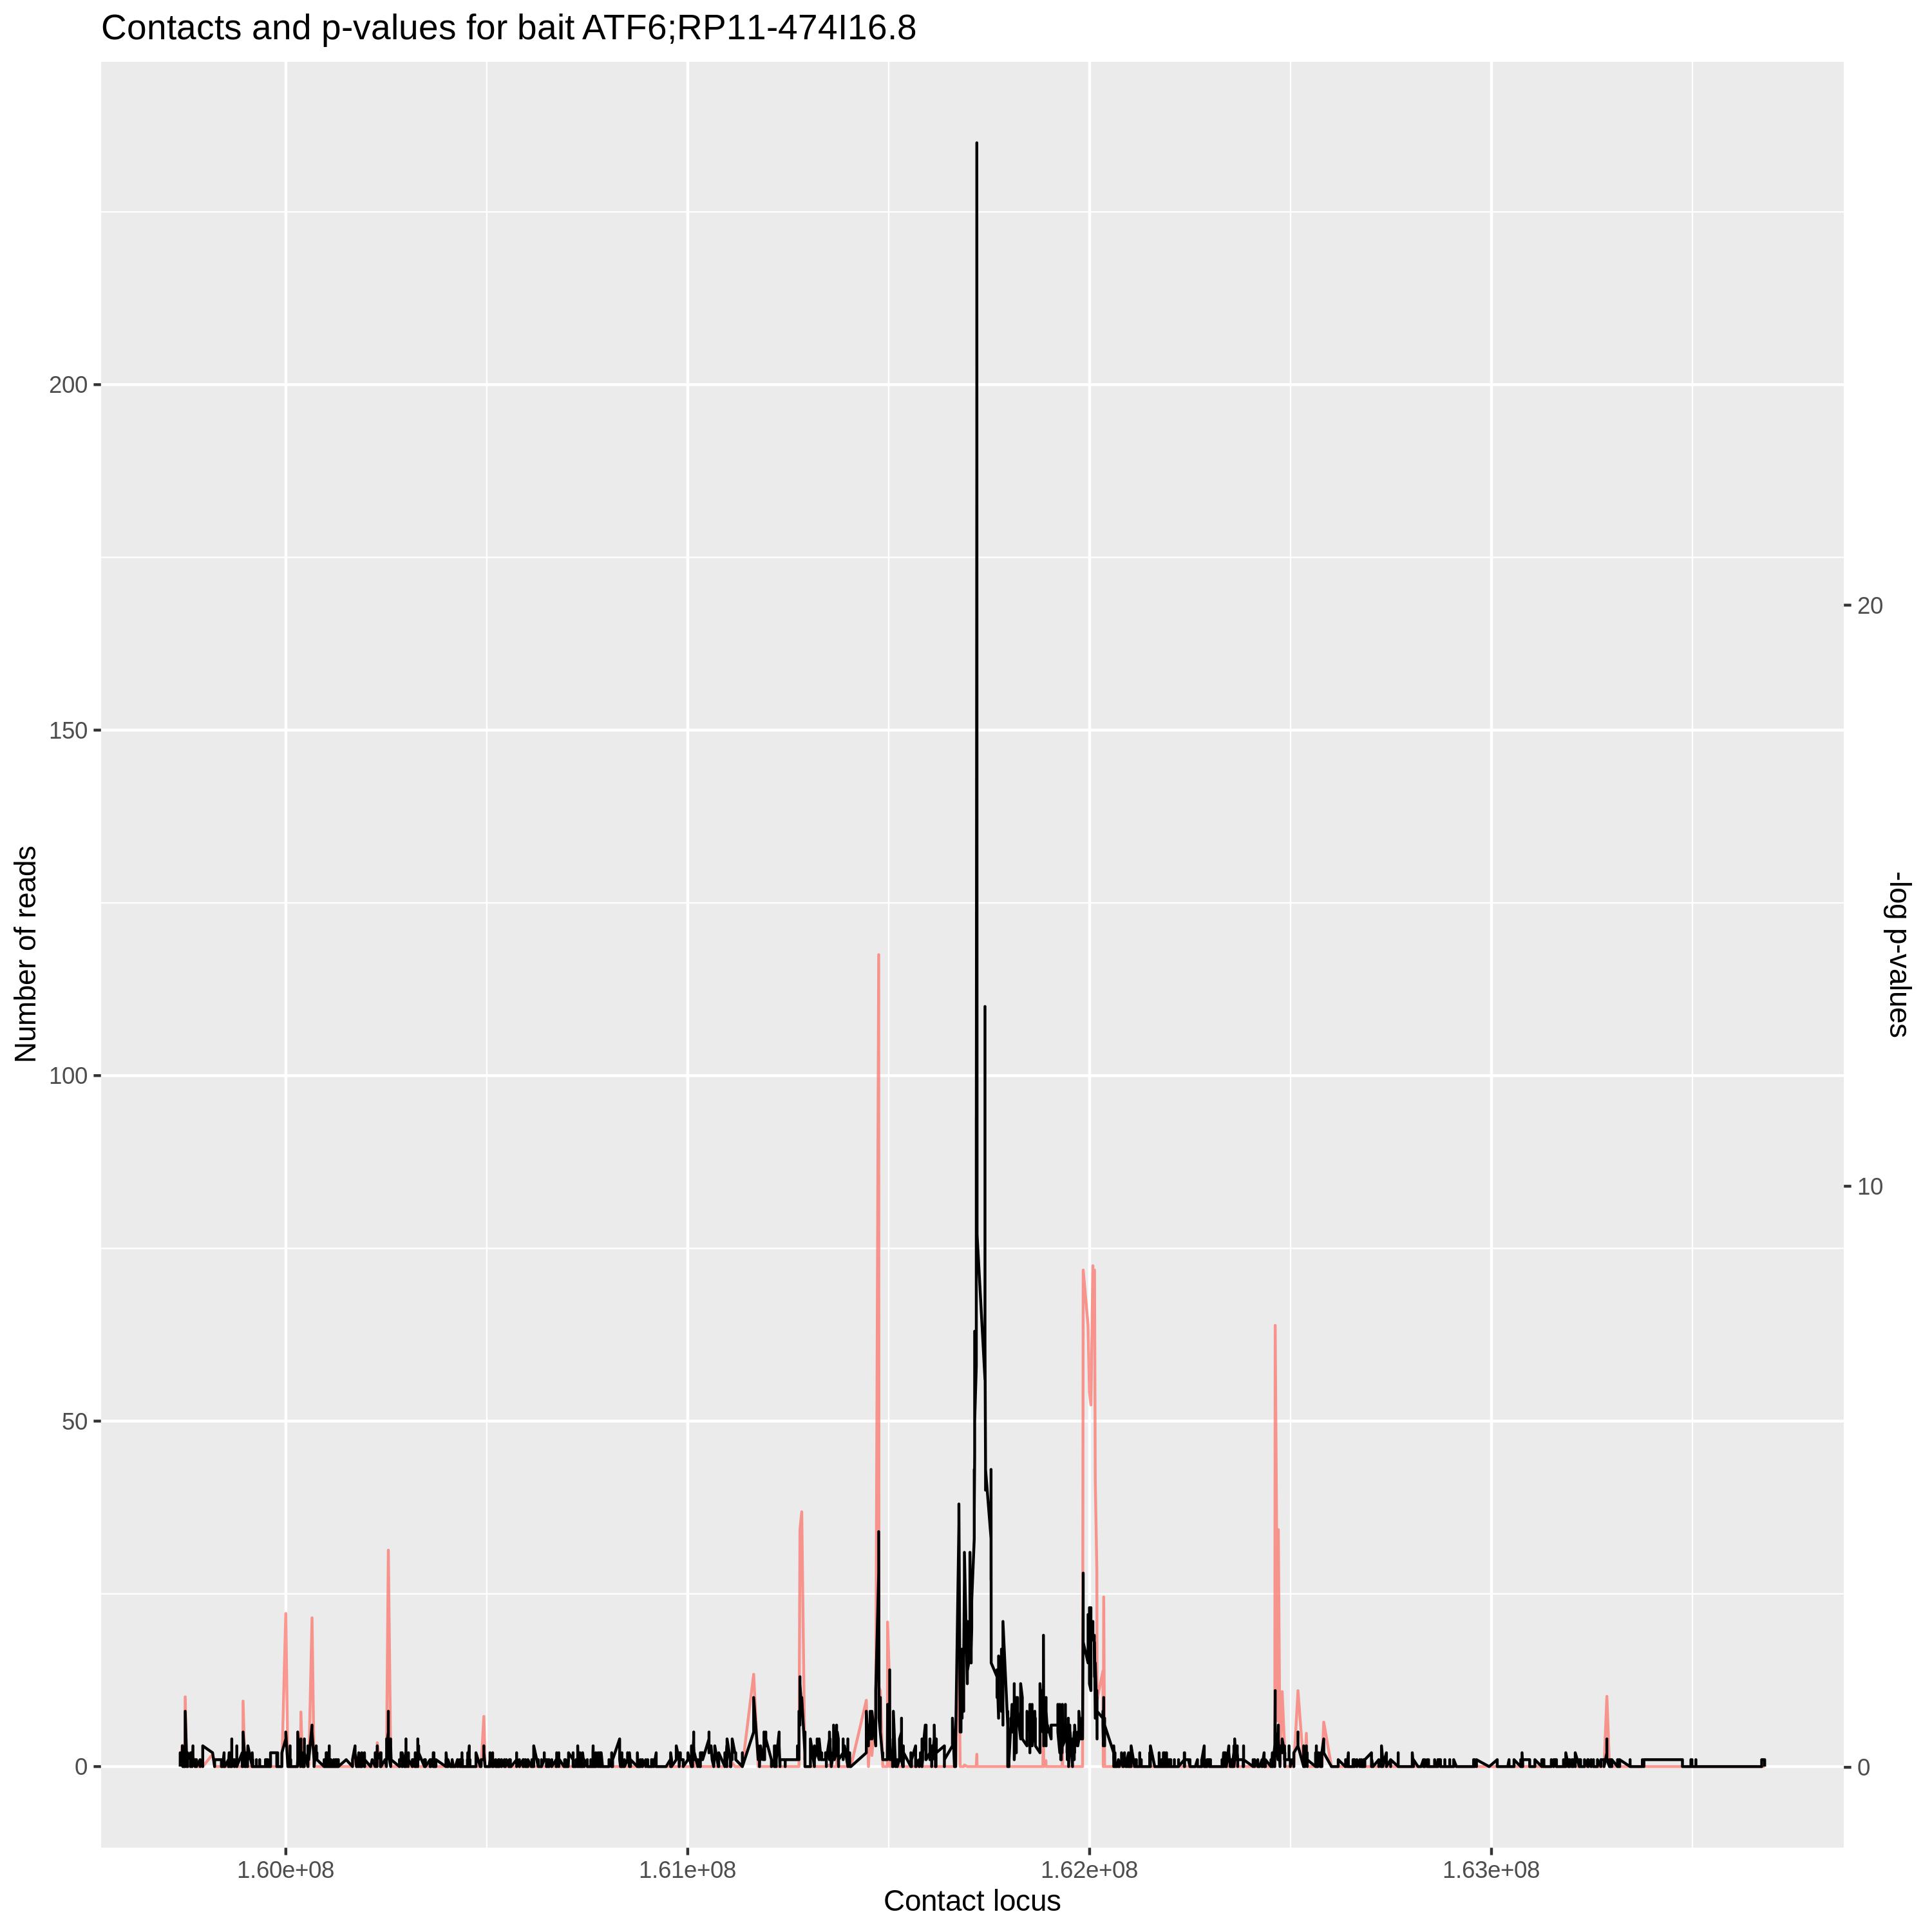 Contacts and p-values for bait ATF6;RP11-474I16.8
200
150
100
50
0
20
10
0
Number of reads
-log p-values
1.60e+08
1.61e+08
1.62e+08
1.63e+08
Contact locus